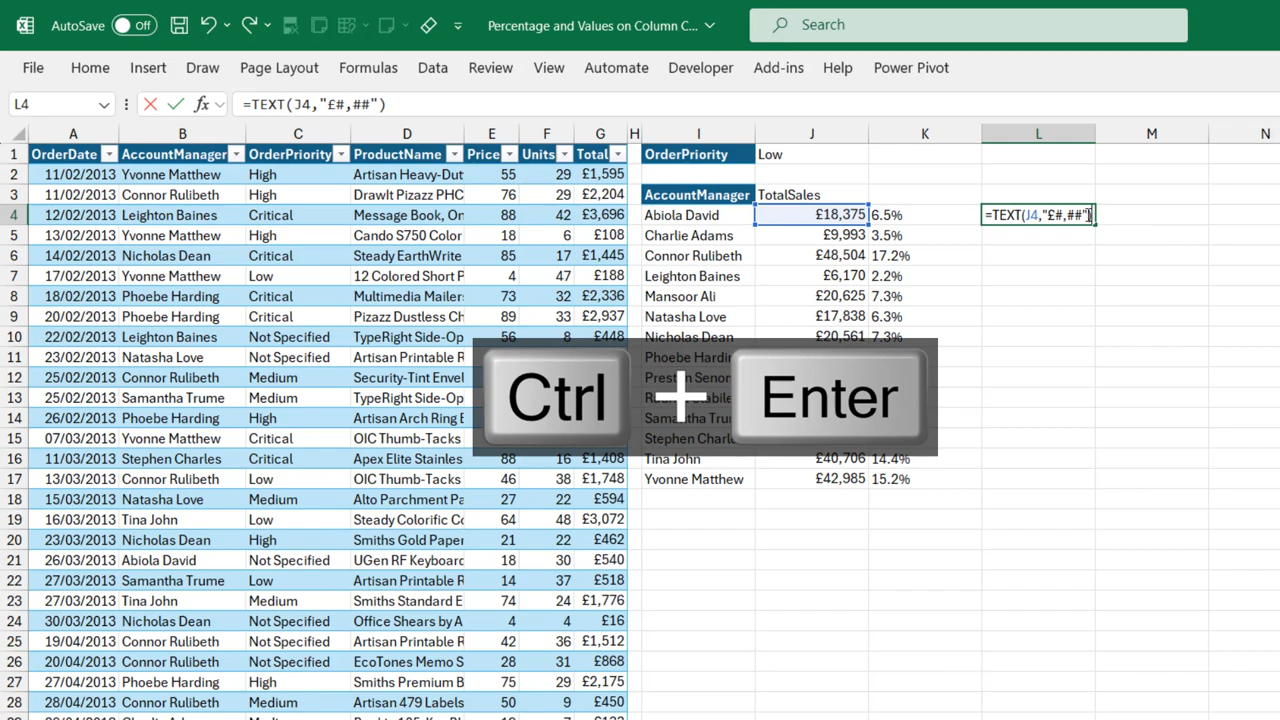 AutoSave Off Percentage and Values on Column C... Search
File Home Insert Draw Page Layout Formulas Data Review View Automate Developer Add-ins Help Power Pivot
L4 fx =TEXT(J4,"£#,##")
A B C D E F G H I J K L M N
1 OrderDate AccountManager OrderPriority ProductName Price Units Total OrderPriority Low
2 11/02/2013 Yvonne Matthew High Artisan Heavy-Dut 55 29 £1,595
3 11/02/2013 Connor Rulibeth High DrawIt Pizazz PHC 76 29 £2,204 AccountManager TotalSales
4 12/02/2013 Leighton Baines Critical Message Book, On 88 42 £3,696 Abiola David £18,375 6.5% =TEXT(J4,"£#,##")
5 13/02/2013 Yvonne Matthew High Cando S750 Color 18 6 £108 Charlie Adams £9,993 3.5%
6 14/02/2013 Nicholas Dean Critical Steady EarthWrite 85 17 £1,445 Connor Rulibeth £48,504 17.2%
7 17/02/2013 Yvonne Matthew Low 12 Colored Short P 4 47 £188 Leighton Baines £6,170 2.2%
8 18/02/2013 Phoebe Harding Critical Multimedia Mailers 73 32 £2,336 Mansoor Ali £20,625 7.3%
9 20/02/2013 Phoebe Harding Critical Pizazz Dustless Ch 89 33 £2,937 Natasha Love £17,838 6.3%
10 22/02/2013 Leighton Baines Not Specified TypeRight Side-Op 56 8 £448 Nicholas Dean £20,561 7.3%
11 23/02/2013 Natasha Love Not Specified Artisan Printable R Phoebe Hardin
12 25/02/2013 Connor Rulibeth Medium Security-Tint Envel
13 25/02/2013 Samantha Trume Medium TypeRight Side-Op
14 26/02/2013 Phoebe Harding High Artisan Arch Ring B Samantha Tru
15 07/03/2013 Yvonne Matthew Critical OIC Thumb-Tacks Stephen Charle
Ctrl + Enter
16 11/03/2013 Stephen Charles Critical Apex Elite Stainles 88 16 £1,408 Tina John £40,706 14.4%
17 13/03/2013 Connor Rulibeth Low OIC Thumb-Tacks 46 38 £1,748 Yvonne Matthew £42,985 15.2%
18 15/03/2013 Natasha Love Medium Alto Parchment Pa 27 22 £594
19 16/03/2013 Tina John Low Steady Colorific Cc 64 48 £3,072
20 23/03/2013 Nicholas Dean High Smiths Gold Paper 21 22 £462
21 26/03/2013 Abiola David Not Specified UGen RF Keyboard 18 30 £540
22 27/03/2013 Samantha Trume Low Artisan Printable R 14 37 £518
23 27/03/2013 Tina John Medium Smiths Standard E 74 24 £1,776
24 30/03/2013 Nicholas Dean Not Specified Office Shears by A 4 4 £16
25 19/04/2013 Connor Rulibeth Not Specified Artisan Printable R 42 36 £1,512
26 20/04/2013 Connor Rulibeth Not Specified EcoTones Memo S 28 31 £868
27 27/04/2013 Phoebe Harding High Smiths Premium B 75 29 £2,175
28 28/04/2013 Connor Rulibeth Medium Artisan 479 Labels 50 9 £450